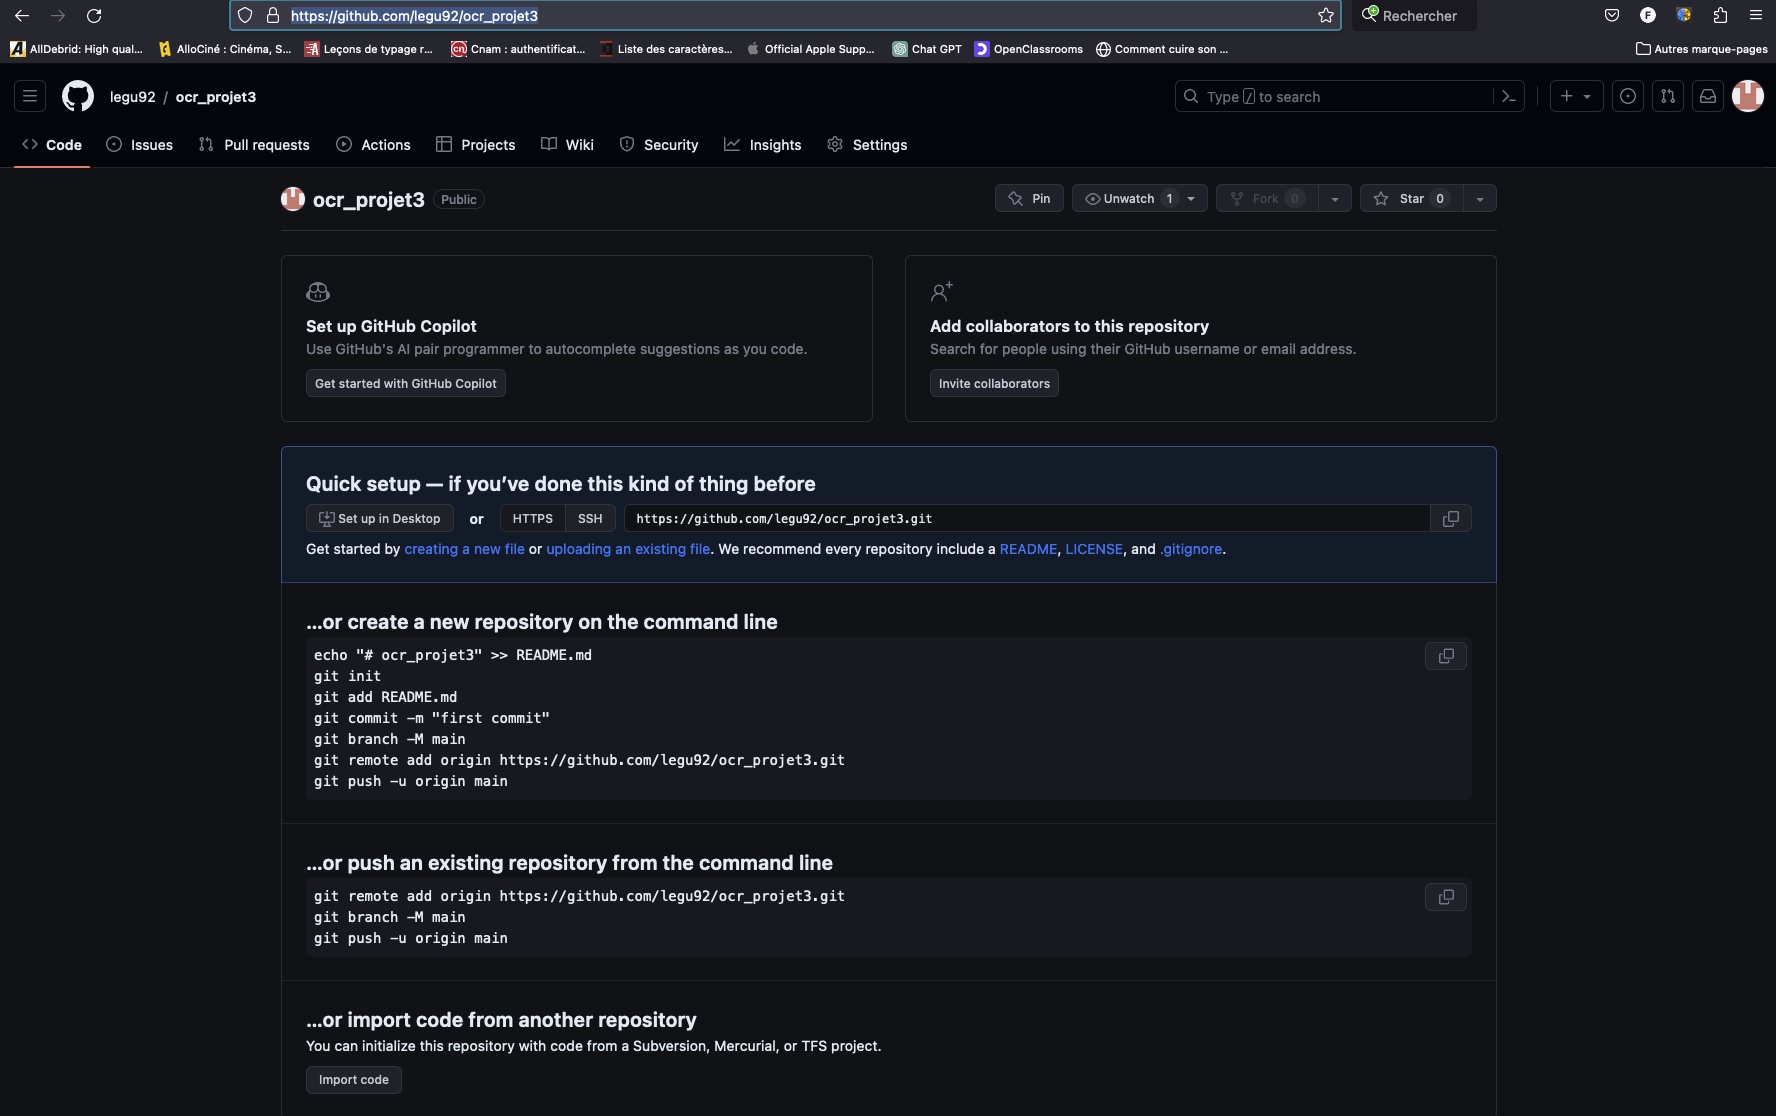 https://github.com/legu92/ocr_projet3
Rechercher
AllDebrid: High qual...
AlloCiné : Cinéma, S...
Leçons de typage r...
Cnam : authentificat...
Liste des caractères...
Official Apple Supp...
Chat GPT
OpenClassrooms
Comment cuire son ...
Autres marque-pages
legu92 / ocr_projet3
Type / to search
Code
Issues
Pull requests
Actions
Projects
Wiki
Security
Insights
Settings
ocr_projet3 Public
Pin
Unwatch 1
Fork 0
Star 0
Set up GitHub Copilot
Use GitHub's AI pair programmer to autocomplete suggestions as you code.
Get started with GitHub Copilot
Add collaborators to this repository
Search for people using their GitHub username or email address.
Invite collaborators
Quick setup — if you’ve done this kind of thing before
Set up in Desktop or HTTPS SSH https://github.com/legu92/ocr_projet3.git
Get started by creating a new file or uploading an existing file. We recommend every repository include a README, LICENSE, and .gitignore.
…or create a new repository on the command line
echo "# ocr_projet3" >> README.md
git init
git add README.md
git commit -m "first commit"
git branch -M main
git remote add origin https://github.com/legu92/ocr_projet3.git
git push -u origin main
…or push an existing repository from the command line
git remote add origin https://github.com/legu92/ocr_projet3.git
git branch -M main
git push -u origin main
…or import code from another repository
You can initialize this repository with code from a Subversion, Mercurial, or TFS project.
Import code